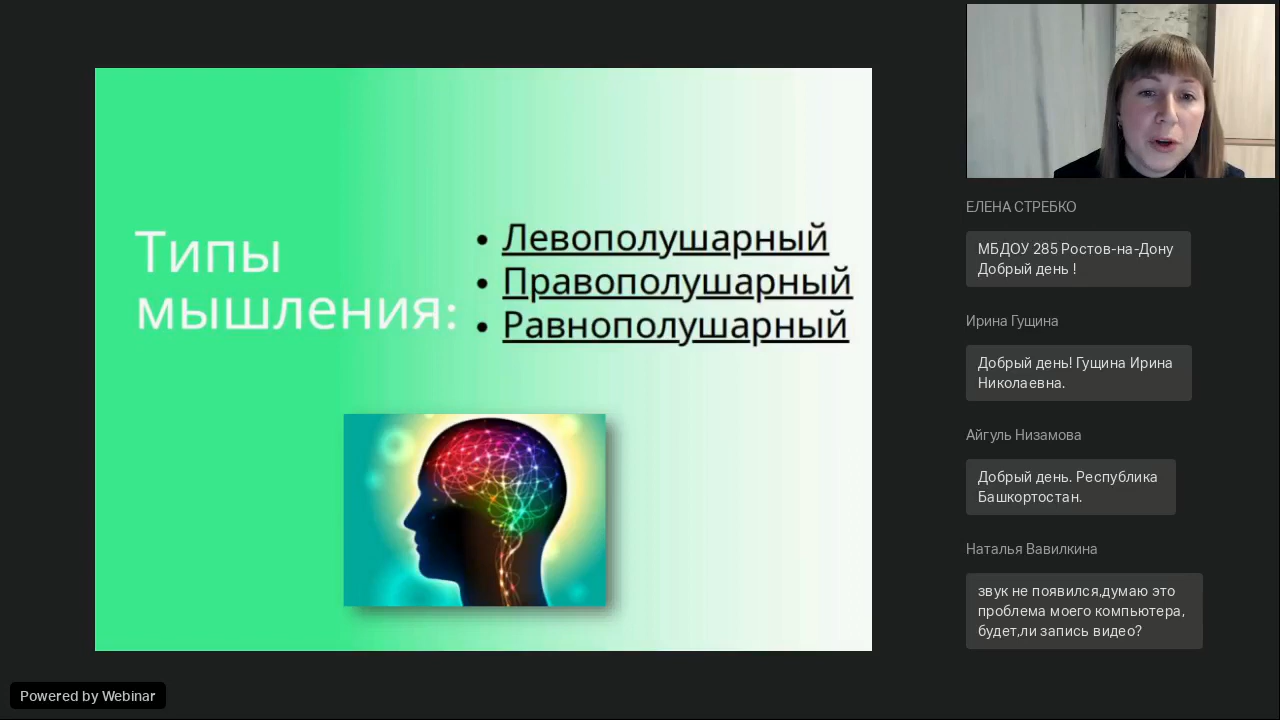 Типы
мышления:
• Левополушарный
• Правополушарный
• Равнополушарный
ЕЛЕНА СТРЕБКО
МБДОУ 285 Ростов-на-Дону
Добрый день !
Ирина Гущина
Добрый день! Гущина Ирина
Николаевна.
Айгуль Низамова
Добрый день. Республика
Башкортостан.
Наталья Вавилкина
звук не появился,думаю это
проблема моего компьютера,
будет,ли запись видео?
Powered by Webinar